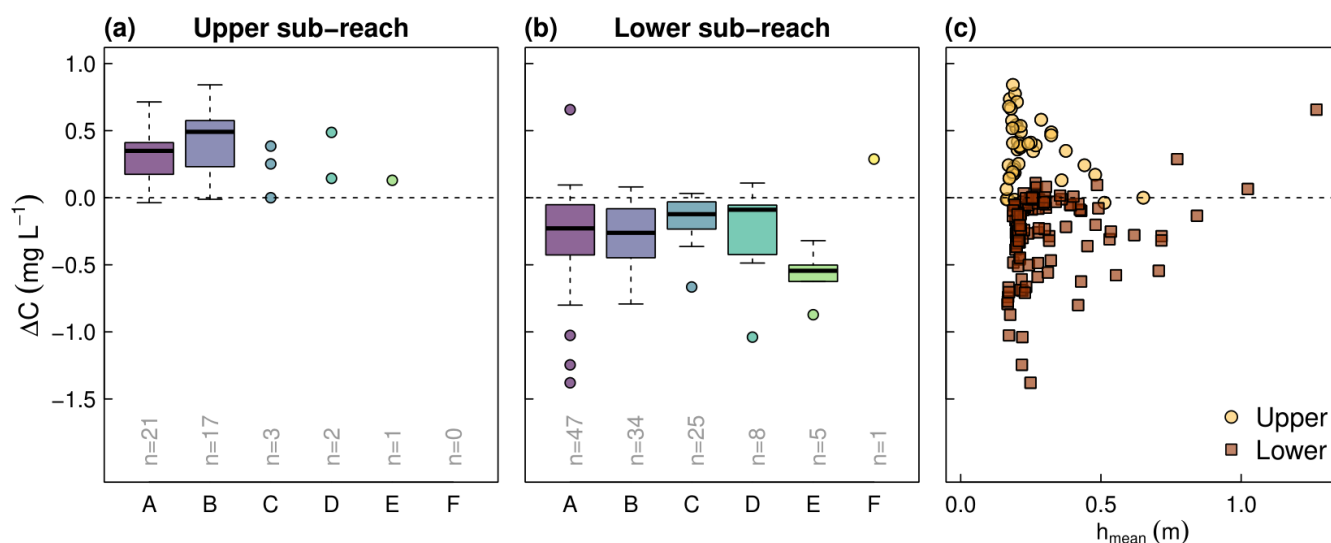 (a) Upper sub−reach
(b) Lower sub−reach
(c)
ΔC (mg L−1)
1.0
0.5
0.0
−0.5
−1.0
−1.5
n=21 n=17 n=3 n=2 n=1 n=0
A B C D E F
n=47 n=34 n=25 n=8 n=5 n=1
A B C D E F
Upper
Lower
0.0 0.5 1.0
hmean (m)